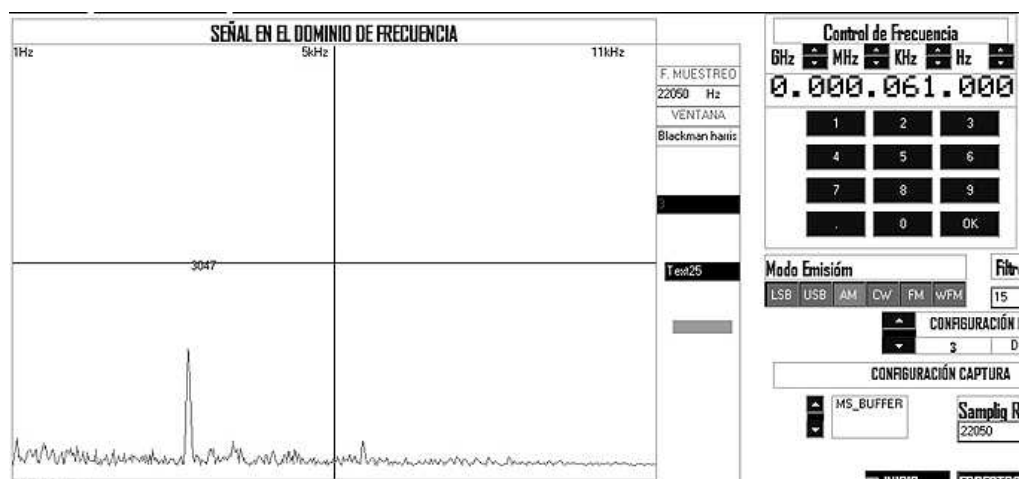 SEÑAL EN EL DOMINIO DE FRECUENCIA
1Hz 5kHz 11kHz
F. MUESTREO
22050 Hz
VENTANA
Blackman harris
3
Text25
3047
Control de Frecuencia
GHz MHz KHz Hz
0.000.061.000
1 2 3
4 5 6
7 8 9
. 0 OK
Modo Emisióm
LSB USB AM CW FM WFM
15
CONFIGURACIÓN
3 D
CONFIGURACIÓN CAPTURA
MS_BUFFER
Sampliq R
22050